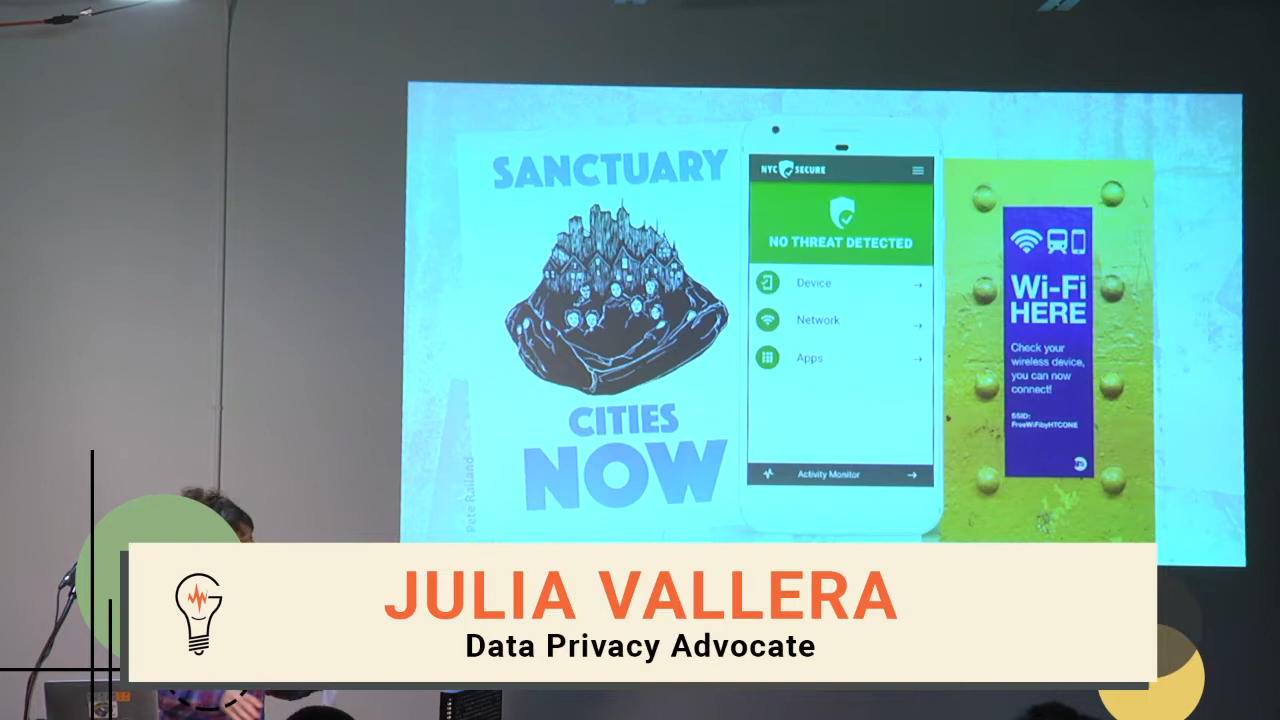 SANCTUARY
CITIES
NOW
Pete Railand
NYC SECURE
NO THREAT DETECTED
Device
Network
Apps
Activity Monitor
Wi-Fi
HERE
Check your
wireless device,
you can now
connect!
SSID:
FreeWiFibyHTCONE
JULIA VALLERA
Data Privacy Advocate